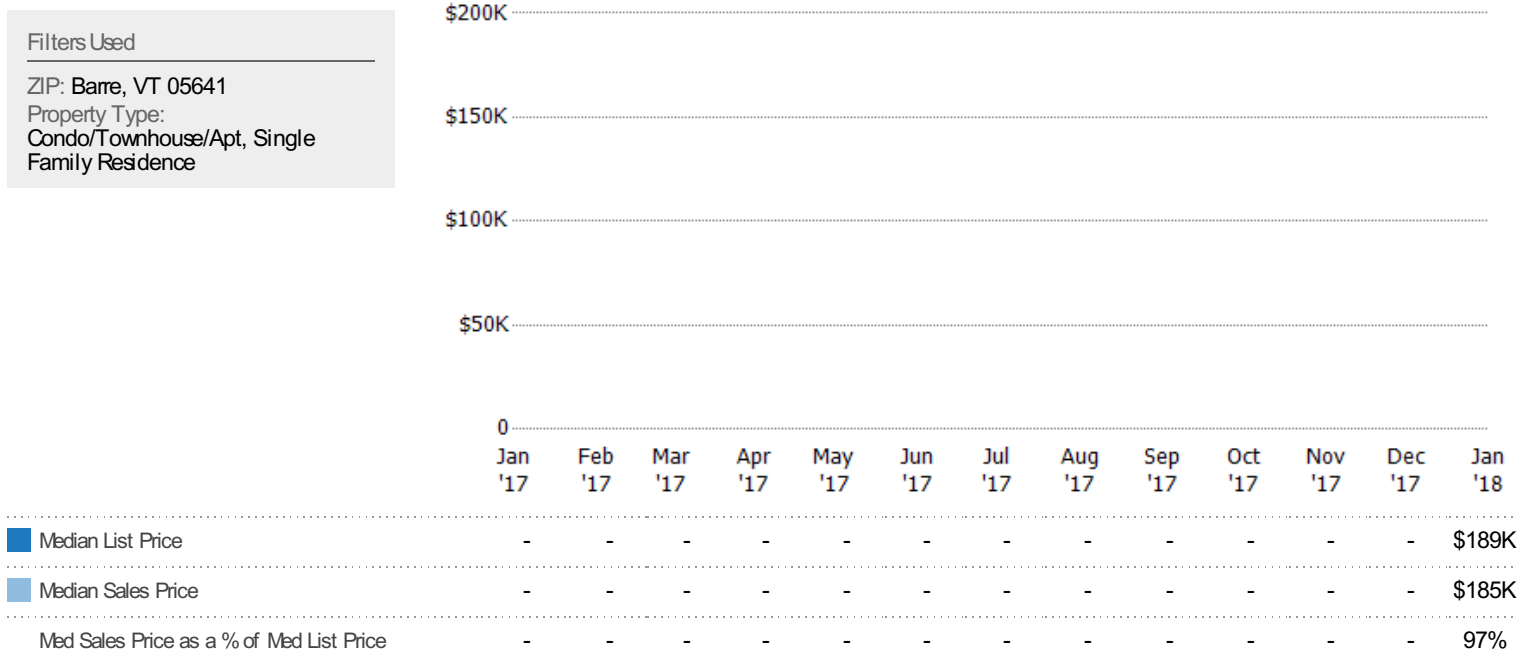 Filters Used
ZIP: Barre, VT 05641
Property Type:
Condo/Townhouse/Apt, Single
Family Residence
$200K
$150K
$100K
$50K
0
Jan Feb Mar Apr May Jun Jul Aug Sep Oct Nov Dec Jan
'17 '17 '17 '17 '17 '17 '17 '17 '17 '17 '17 '17 '18
Median List Price - - - - - - - - - - - - $189K
Median Sales Price - - - - - - - - - - - - $185K
Med Sales Price as a % of Med List Price - - - - - - - - - - - - 97%